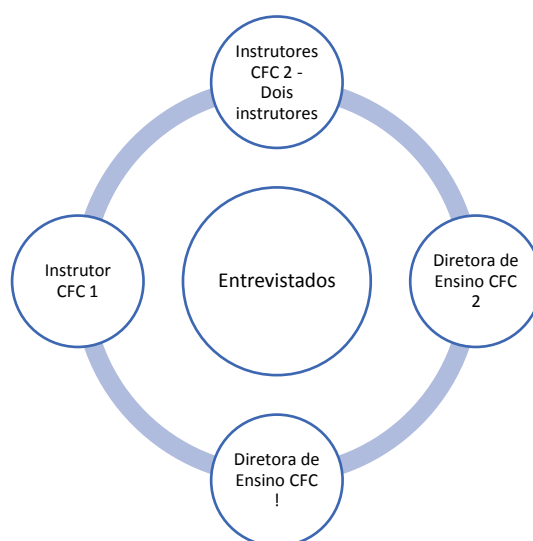 Instrutores
CFC 2 -
Dois
instrutores
Instrutor
CFC 1
Entrevistados
Diretora de
Ensino CFC
2
Diretora de
Ensino CFC
!